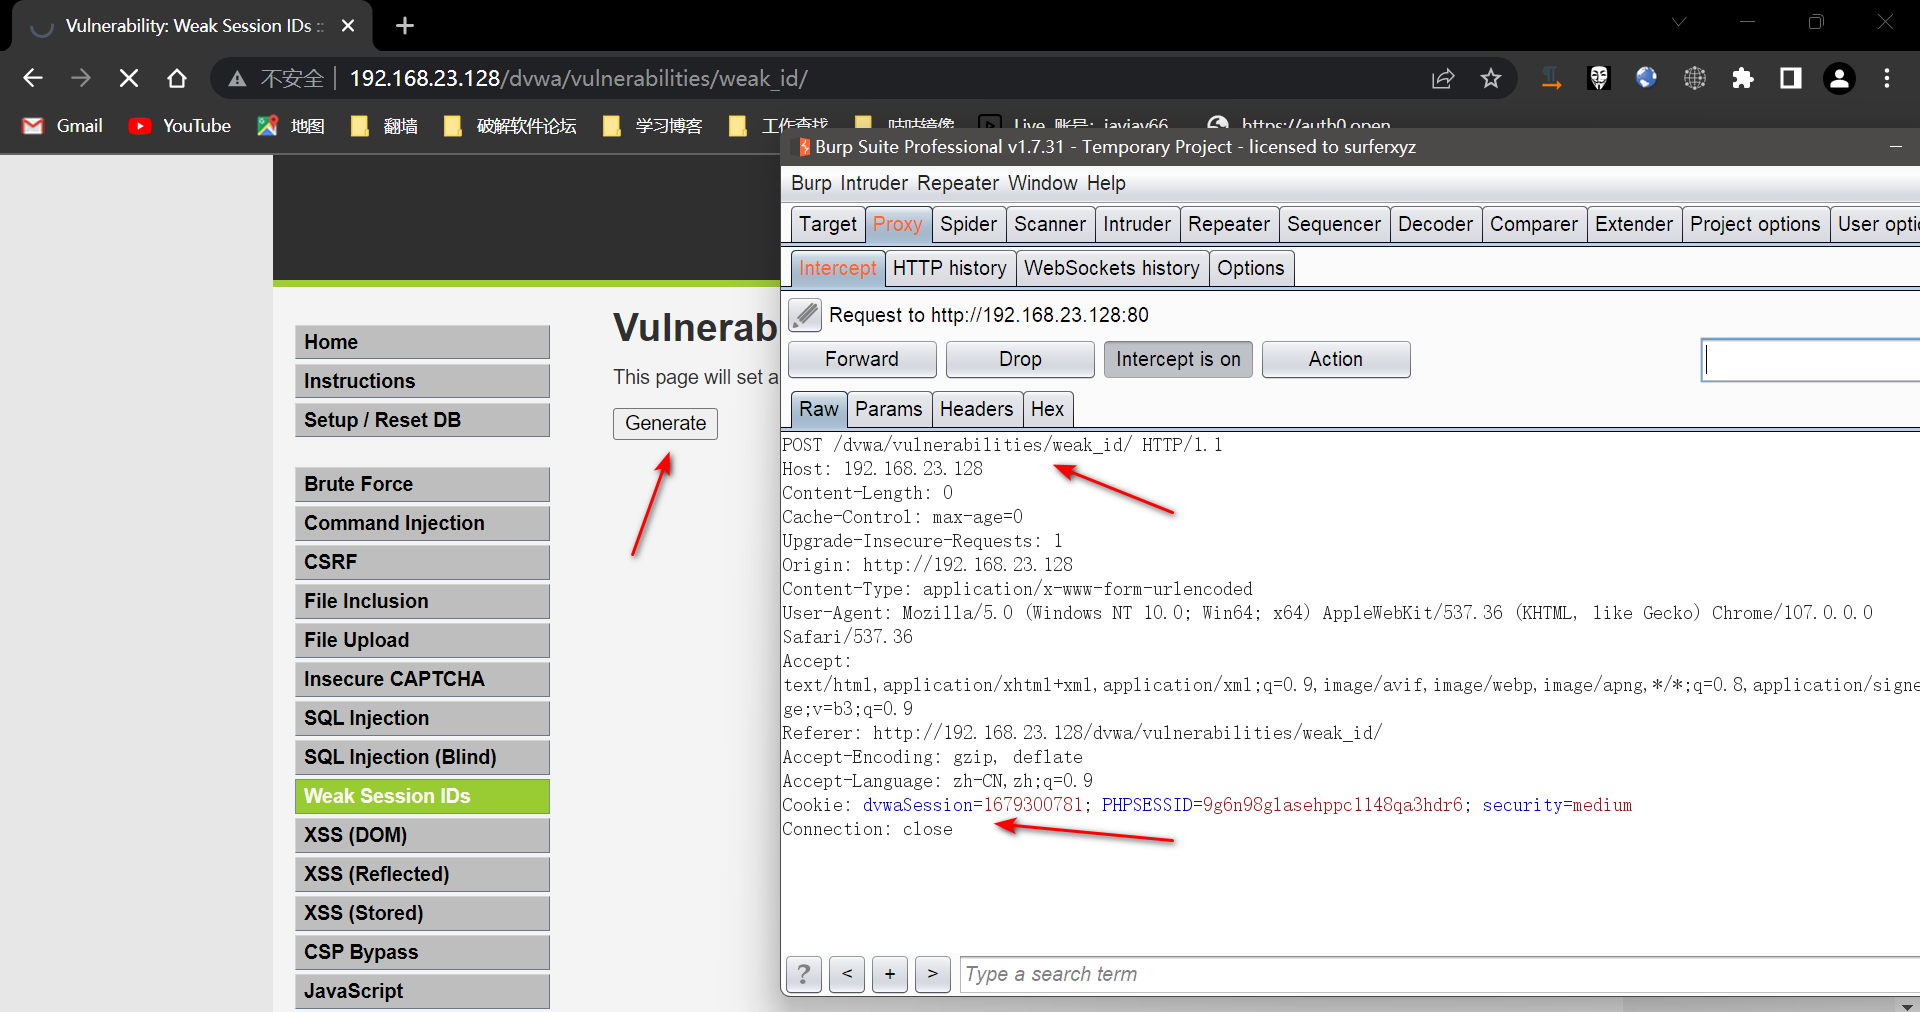 Vulnerability: Weak Session IDs ::
不安全 192.168.23.128/dvwa/vulnerabilities/weak_id/
Gmail YouTube 地图 翻墙 破解软件论坛 学习博客 工作查找 咕咕镜像 Live 账号: javjav66 https://auth0.open
Burp Suite Professional v1.7.31 - Temporary Project - licensed to surferxyz
Burp Intruder Repeater Window Help
Target Proxy Spider Scanner Intruder Repeater Sequencer Decoder Comparer Extender Project options User optio
Intercept HTTP history WebSockets history Options
Request to http://192.168.23.128:80
Forward Drop Intercept is on Action
Raw Params Headers Hex
POST /dvwa/vulnerabilities/weak_id/ HTTP/1.1
Host: 192.168.23.128
Content-Length: 0
Cache-Control: max-age=0
Upgrade-Insecure-Requests: 1
Origin: http://192.168.23.128
Content-Type: application/x-www-form-urlencoded
User-Agent: Mozilla/5.0 (Windows NT 10.0; Win64; x64) AppleWebKit/537.36 (KHTML, like Gecko) Chrome/107.0.0.0
Safari/537.36
Accept:
text/html,application/xhtml+xml,application/xml;q=0.9,image/avif,image/webp,image/apng,*/*;q=0.8,application/signe
ge;v=b3;q=0.9
Referer: http://192.168.23.128/dvwa/vulnerabilities/weak_id/
Accept-Encoding: gzip, deflate
Accept-Language: zh-CN,zh;q=0.9
Cookie: dvwaSession=1679300781; PHPSESSID=9g6n98glasehppc1148qa3hdr6; security=medium
Connection: close
? < + > Type a search term
Home
Instructions
Setup / Reset DB
Brute Force
Command Injection
CSRF
File Inclusion
File Upload
Insecure CAPTCHA
SQL Injection
SQL Injection (Blind)
Weak Session IDs
XSS (DOM)
XSS (Reflected)
XSS (Stored)
CSP Bypass
JavaScript
Vulnerab
This page will set a
Generate